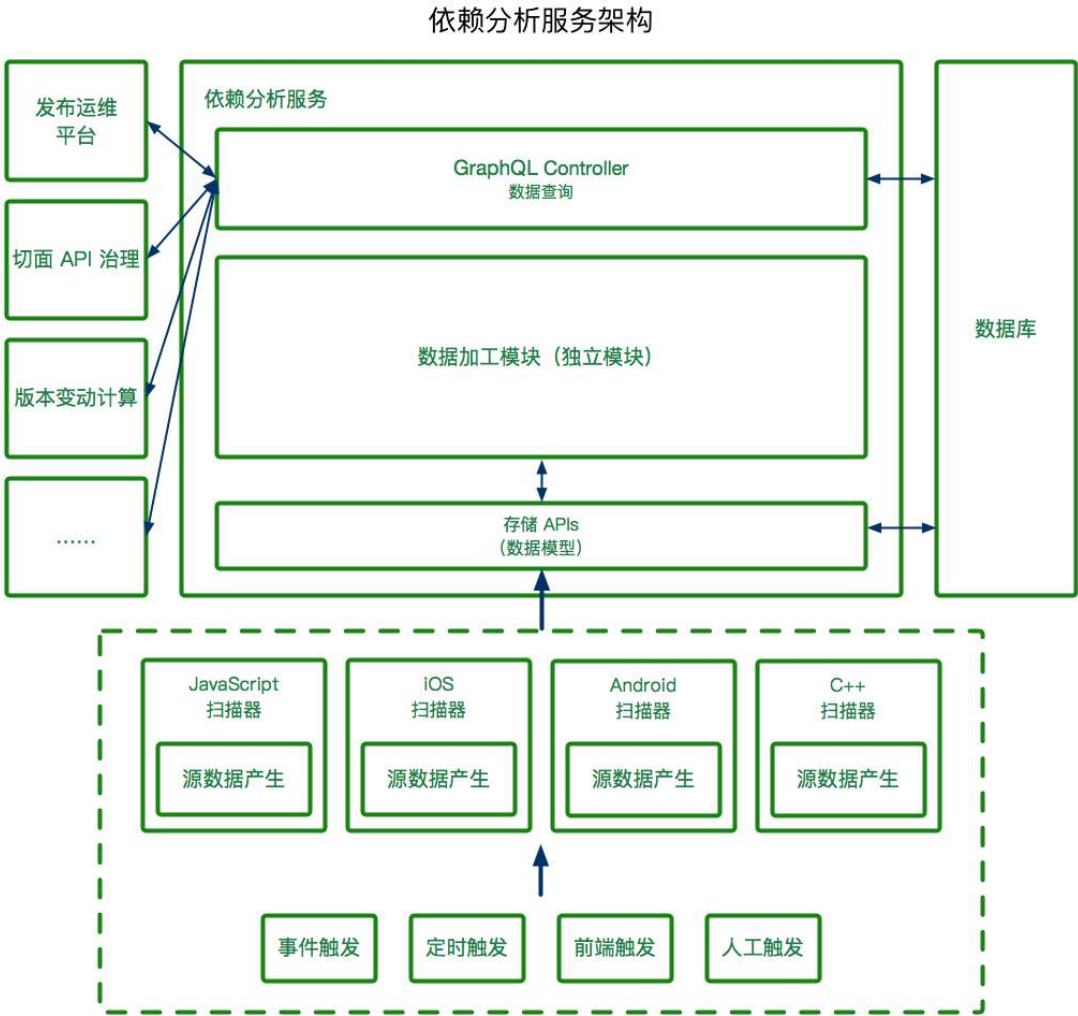 依赖分析服务架构
发布运维
平台
切面 API 治理
版本变动计算
......
依赖分析服务
GraphQL Controller
数据查询
数据加工模块（独立模块）
存储 APIs
（数据模型）
数据库
JavaScript
扫描器
源数据产生
iOS
扫描器
源数据产生
Android
扫描器
源数据产生
C++
扫描器
源数据产生
事件触发
定时触发
前端触发
人工触发